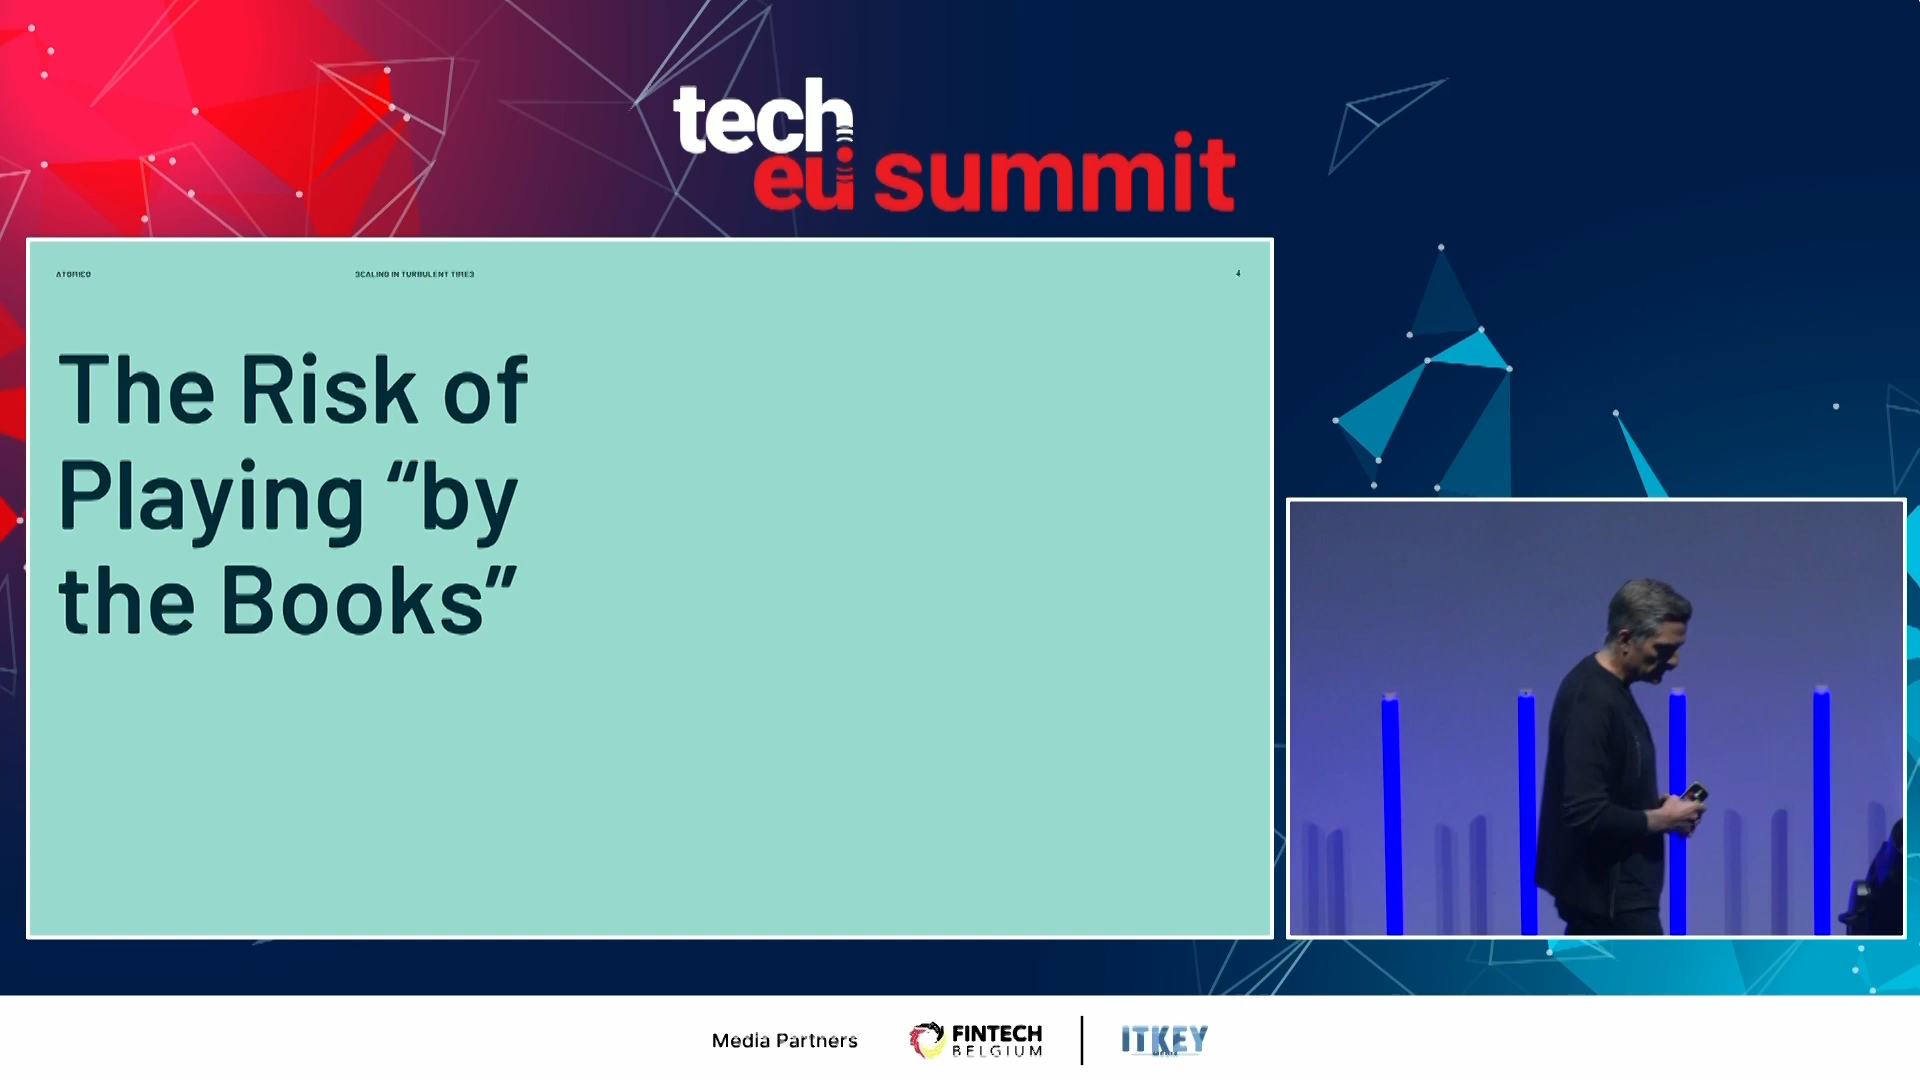 tech
eu summit
ATOMICO SCALING IN TURBULENT TIMES 4
The Risk of
Playing “by
the Books”
Media Partners FINTECH BELGIUM ITKEY